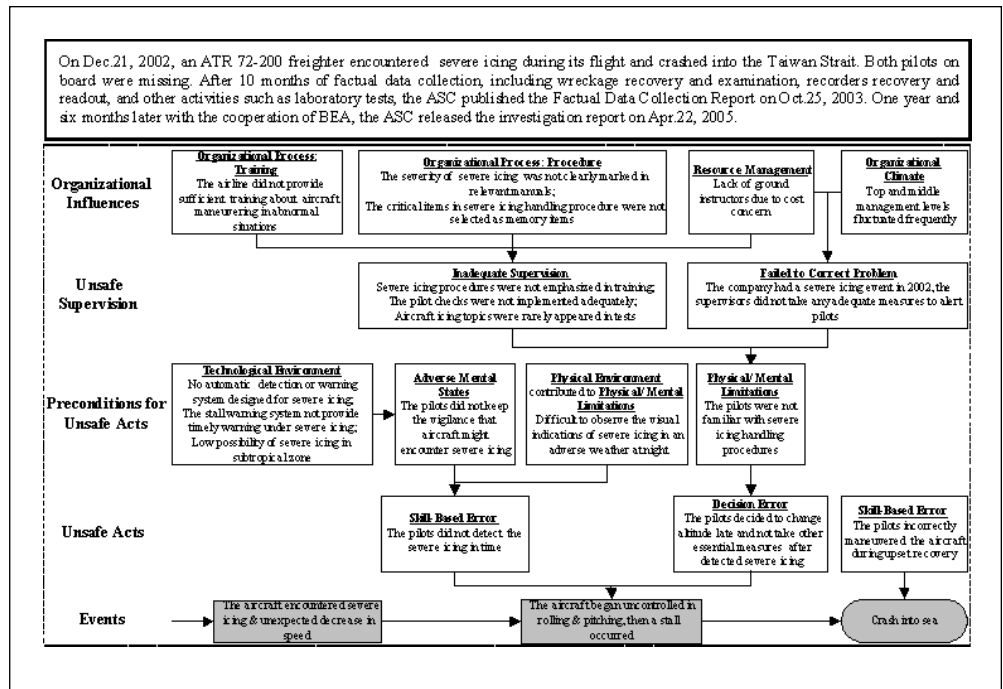 On Dec.21, 2002, an ATR 72-200 freighter encountered severe icing during its flight and crashed into the Taiwan Strait. Both pilots on
board were missing. After 10 months of factual data collection, including wreckage recovery and examination, recorders recovery and
readout, and other activities such as laboratory tests, the ASC published the Factual Data Collection Report on Oct.25, 2003. One year and
six months later with the cooperation of BEA, the ASC released the investigation report on Apr.22, 2005.
Organizational
Influences
Organizational Process:
Training
The airline did not provide
sufficient training about aircraft
maneuvering in abnormal
situations
Organizational Process: Procedure
The severity of severe icing was not clearly marked in
relevant manuals;
The critical items in severe icing handling procedure were not
selected as memory items
Resource Management
Lack of ground
instructors due to cost
concern
Organizational
Climate
Top and middle
management levels
fluctuated frequently
Unsafe
Supervision
Inadequate Supervision
Severe icing procedures were not emphasized in training;
The pilot checks were not implemented adequately;
Aircraft icing topics were rarely appeared in tests
Failed to Correct Problem
The company had a severe icing event in 2002, the
supervisors did not take any adequate measures to alert
pilots
Preconditions for
Unsafe Acts
Technological Environment
No automatic detection or warning
system designed for severe icing;
The stall warning system not provide
timely warning under severe icing;
Low possibility of severe icing in
subtropical zone
Adverse Mental
States
The pilots did not keep
the vigilance that
aircraft might
encounter severe icing
Physical Environment
contributed to Physical/ Mental
Limitations
Difficult to observe the visual
indications of severe icing in an
adverse weather at night
Physical/ Mental
Limitations
The pilots were not
familiar with severe
icing handling
procedures
Unsafe Acts
Skill-Based Error
The pilots did not detect the
severe icing in time
Decision Error
The pilots decided to change
altitude late and not take other
essential measures after
detected severe icing
Skill-Based Error
The pilots incorrectly
maneuvered the aircraft
during upset recovery
Events
The aircraft encountered severe
icing & unexpected decrease in
speed
The aircraft began uncontrolled in
rolling & pitching, then a stall
occurred
Crash into sea